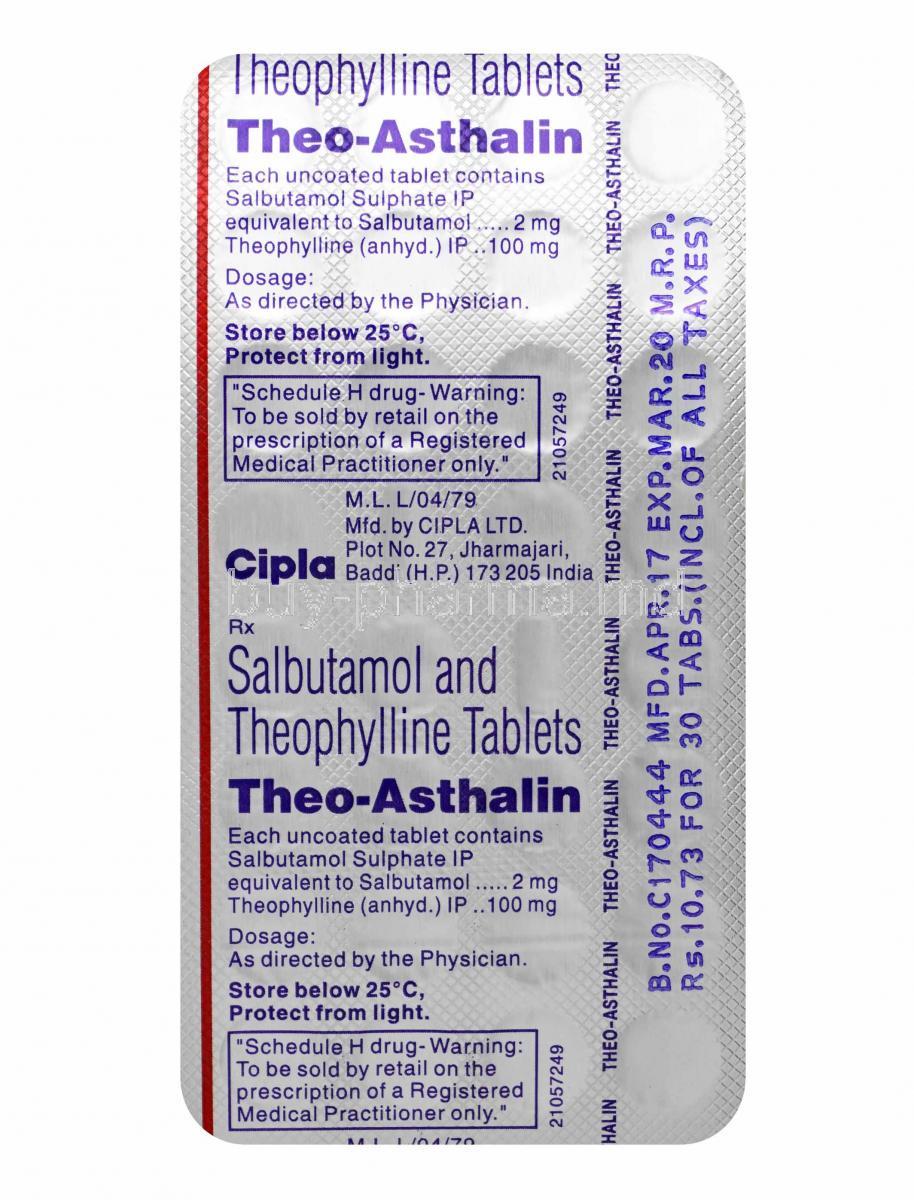 Theophylline Tablets
Theo-Asthalin
Each uncoated tablet contains
Salbutamol Sulphate IP
equivalent to Salbutamol ..... 2 mg
Theophylline (anhyd.) IP ..100 mg
Dosage:
As directed by the Physician.
Store below 25°C,
Protect from light.
"Schedule H drug- Warning:
To be sold by retail on the
prescription of a Registered
Medical Practitioner only."
21057249
M.L. L/04/79
Mfd. by CIPLA LTD.
Plot No. 27, Jharmajari,
Baddi (H.P.) 173 205 India
Cipla
buy-pharma.md
Rx
Salbutamol and
Theophylline Tablets
Theo-Asthalin
Each uncoated tablet contains
Salbutamol Sulphate IP
equivalent to Salbutamol ..... 2 mg
Theophylline (anhyd.) IP ..100 mg
Dosage:
As directed by the Physician.
Store below 25°C,
Protect from light.
"Schedule H drug- Warning:
To be sold by retail on the
prescription of a Registered
Medical Practitioner only."
21057249
M.L. L/04/79
HALIN THEO-ASTHALIN THEO-ASTHALIN THEO-ASTHALIN THEO-ASTHALIN THEO-ASTHALIN THEO-ASTHALIN THEO
B.No.C170444 MFD.APR.17 EXP.MAR.20 M.R.P.
Rs.10.73 FOR 30 TABS.(INCL.OF ALL TAXES)